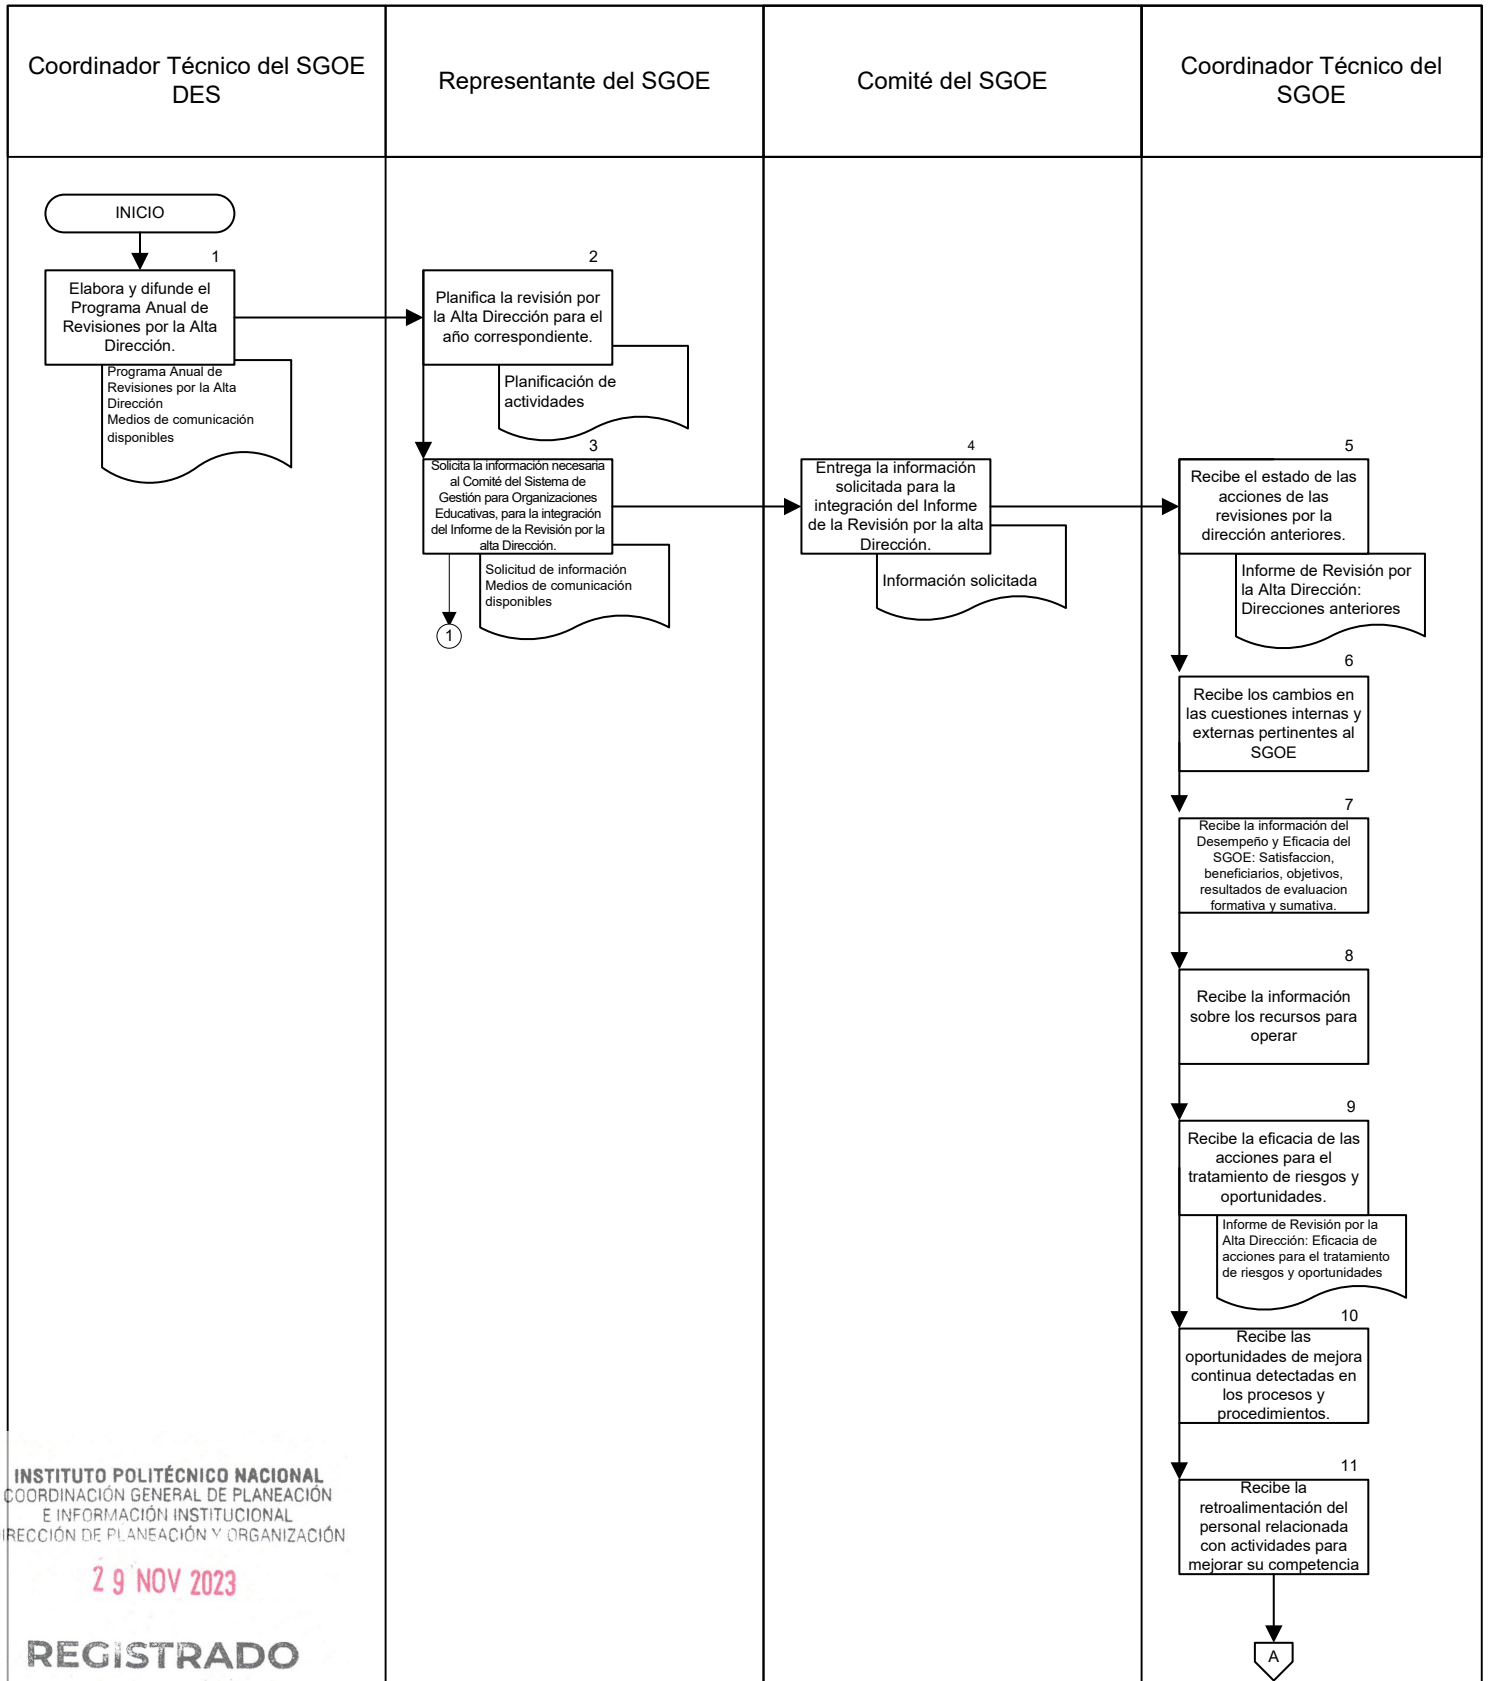 Coordinador Técnico del SGOE
DES
Representante del SGOE
Comité del SGOE
Coordinador Técnico del
SGOE
INICIO
1
Elabora y difunde el
Programa Anual de
Revisiones por la Alta
Dirección.
Programa Anual de
Revisiones por la Alta
Dirección
Medios de comunicación
disponibles
2
Planifica la revisión por
la Alta Dirección para el
año correspondiente.
Planificación de
actividades
3
Solicita la información necesaria
al Comité del Sistema de
Gestión para Organizaciones
Educativas, para la integración
del Informe de la Revisión por la
alta Dirección.
Solicitud de información
Medios de comunicación
disponibles
1
4
Entrega la información
solicitada para la
integración del Informe
de la Revisión por la alta
Dirección.
Información solicitada
5
Recibe el estado de las
acciones de las
revisiones por la
dirección anteriores.
Informe de Revisión por
la Alta Dirección:
Direcciones anteriores
6
Recibe los cambios en
las cuestiones internas y
externas pertinentes al
SGOE
7
Recibe la información del
Desempeño y Eficacia del
SGOE: Satisfaccion,
beneficiarios, objetivos,
resultados de evaluacion
formativa y sumativa.
8
Recibe la información
sobre los recursos para
operar
9
Recibe la eficacia de las
acciones para el
tratamiento de riesgos y
oportunidades.
Informe de Revisión por la
Alta Dirección: Eficacia de
acciones para el tratamiento
de riesgos y oportunidades
10
Recibe las
oportunidades de mejora
continua detectadas en
los procesos y
procedimientos.
11
Recibe la
retroalimentación del
personal relacionada
con actividades para
mejorar su competencia
A
INSTITUTO POLITÉCNICO NACIONAL
COORDINACIÓN GENERAL DE PLANEACIÓN
E INFORMACIÓN INSTITUCIONAL
DIRECCIÓN DE PLANEACIÓN Y ORGANIZACIÓN
29 NOV 2023
REGISTRADO